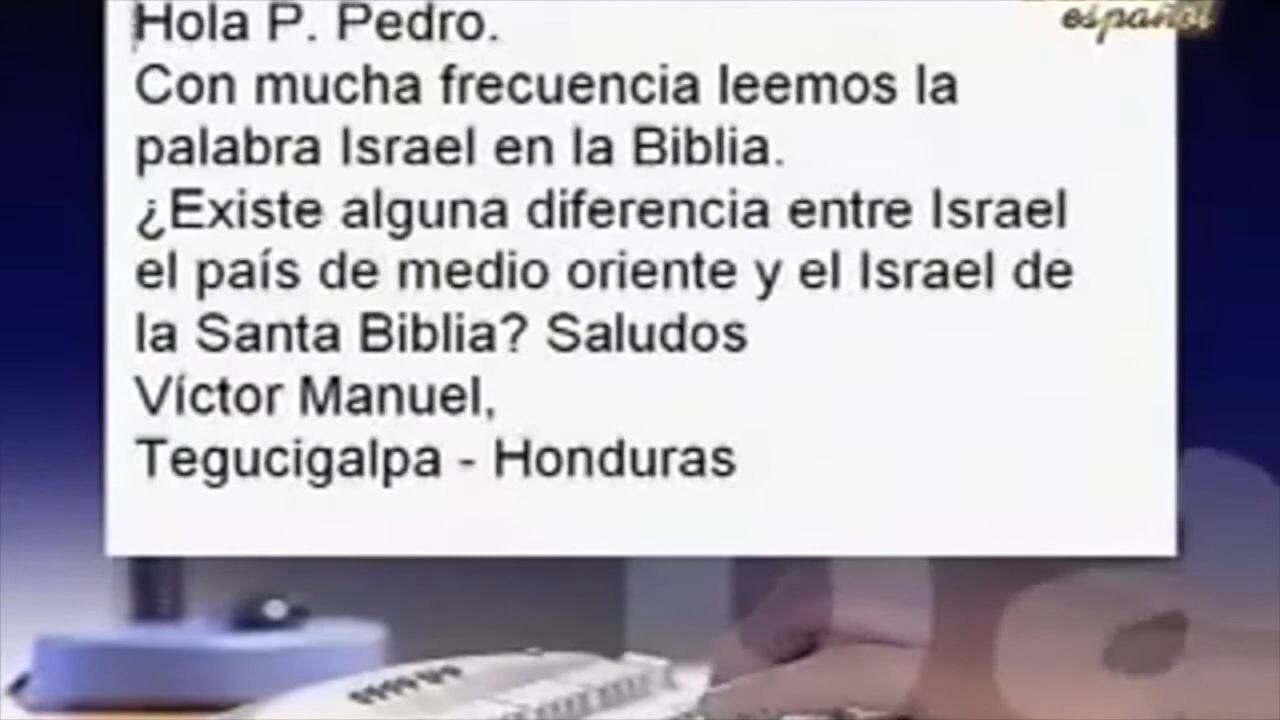 español
Hola P. Pedro.
Con mucha frecuencia leemos la
palabra Israel en la Biblia.
¿Existe alguna diferencia entre Israel
el país de medio oriente y el Israel de
la Santa Biblia? Saludos
Víctor Manuel,
Tegucigalpa - Honduras